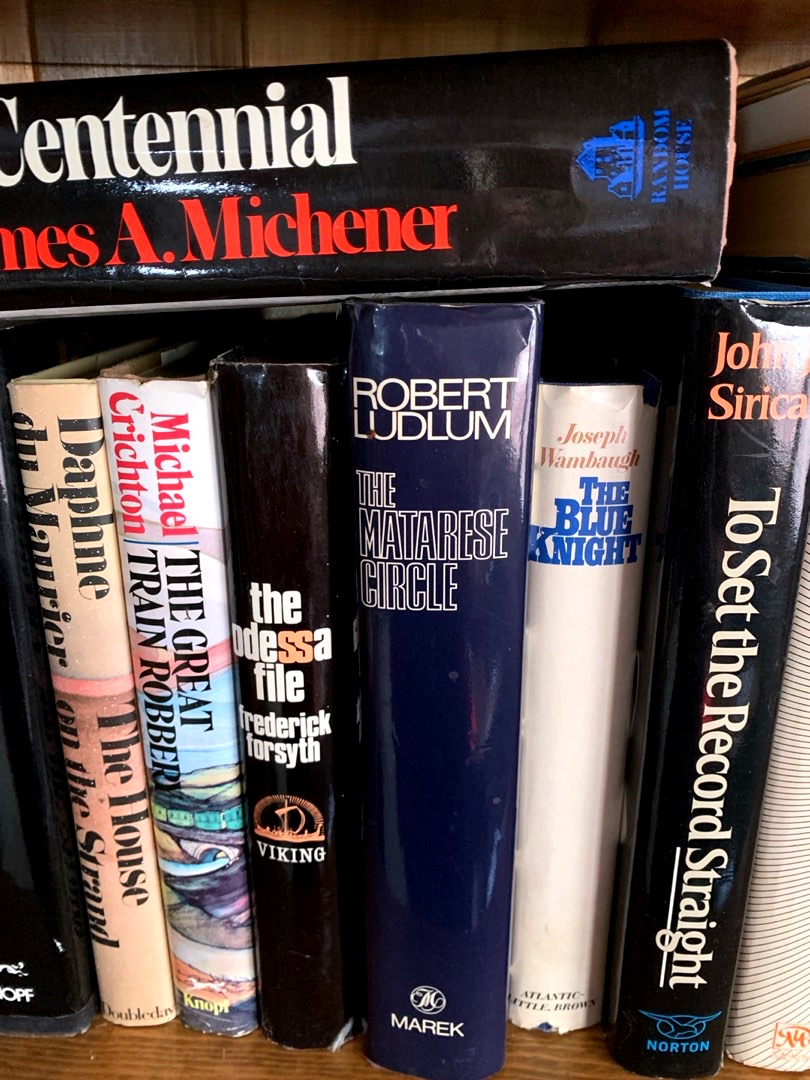 Centennial
mes A. Michener
RANDOM
HOUSE
OPF
Daphne
du Maurier
The House
on the Strand
Doubleday
Michael
Crichton
THE GREAT
TRAIN ROBBERY
Knopf
the
odessa
file
frederick
forsyth
VIKING
ROBERT
LUDLUM
THE
MATARESE
CIRCLE
M
MAREK
Joseph
Wambaugh
THE
BLUE
KNIGHT
ATLANTIC-
LITTLE, BROWN
John
Sirica
To Set the Record Straight
NORTON